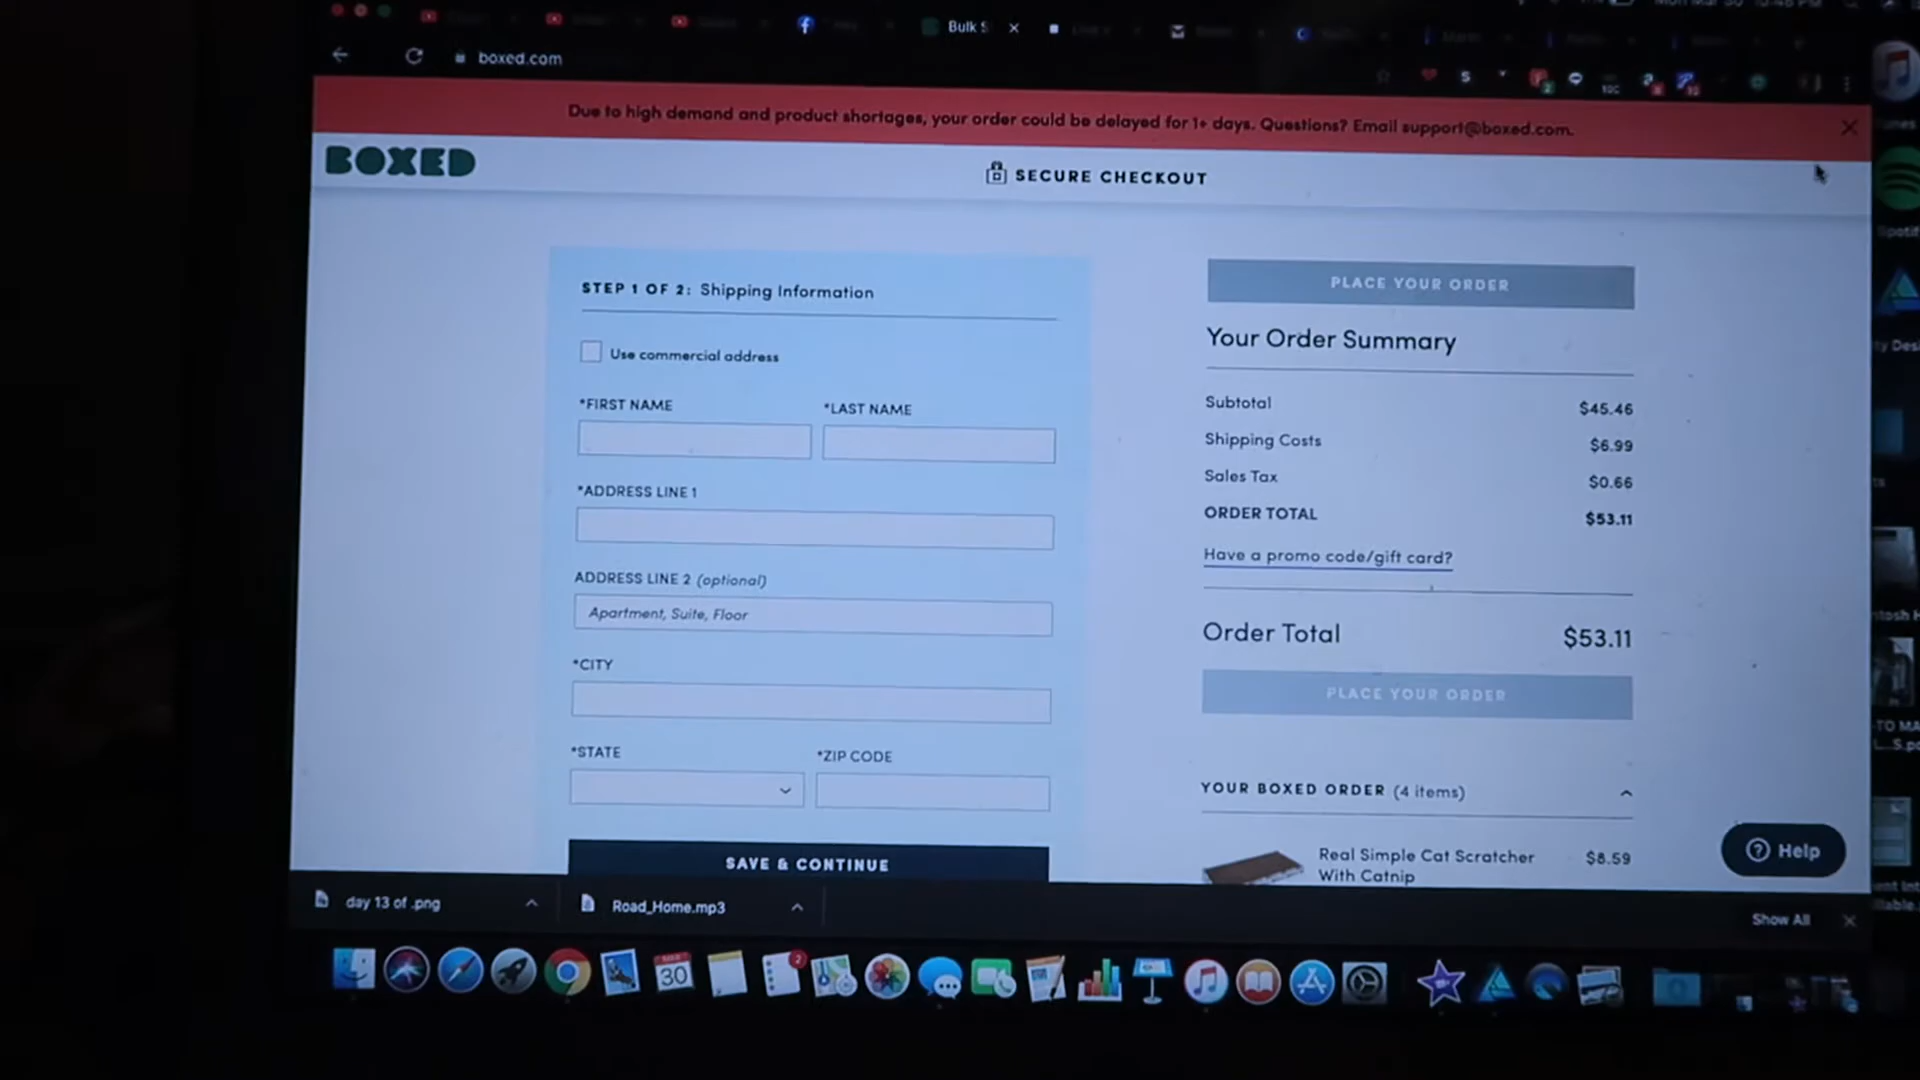 Bulk S
boxed.com
Due to high demand and product shortages, your order could be delayed for 1+ days. Questions? Email support@boxed.com.
BOXED
SECURE CHECKOUT
STEP 1 OF 2: Shipping Information
Use commercial address
*FIRST NAME
*LAST NAME
*ADDRESS LINE 1
ADDRESS LINE 2 (optional)
Apartment, Suite, Floor
*CITY
*STATE
*ZIP CODE
SAVE & CONTINUE
PLACE YOUR ORDER
Your Order Summary
Subtotal $45.46
Shipping Costs $6.99
Sales Tax $0.66
ORDER TOTAL $53.11
Have a promo code/gift card?
Order Total $53.11
PLACE YOUR ORDER
YOUR BOXED ORDER (4 items)
Real Simple Cat Scratcher $8.59
With Catnip
Help
day 13 of .png
Road_Home.mp3
Show All
30
2